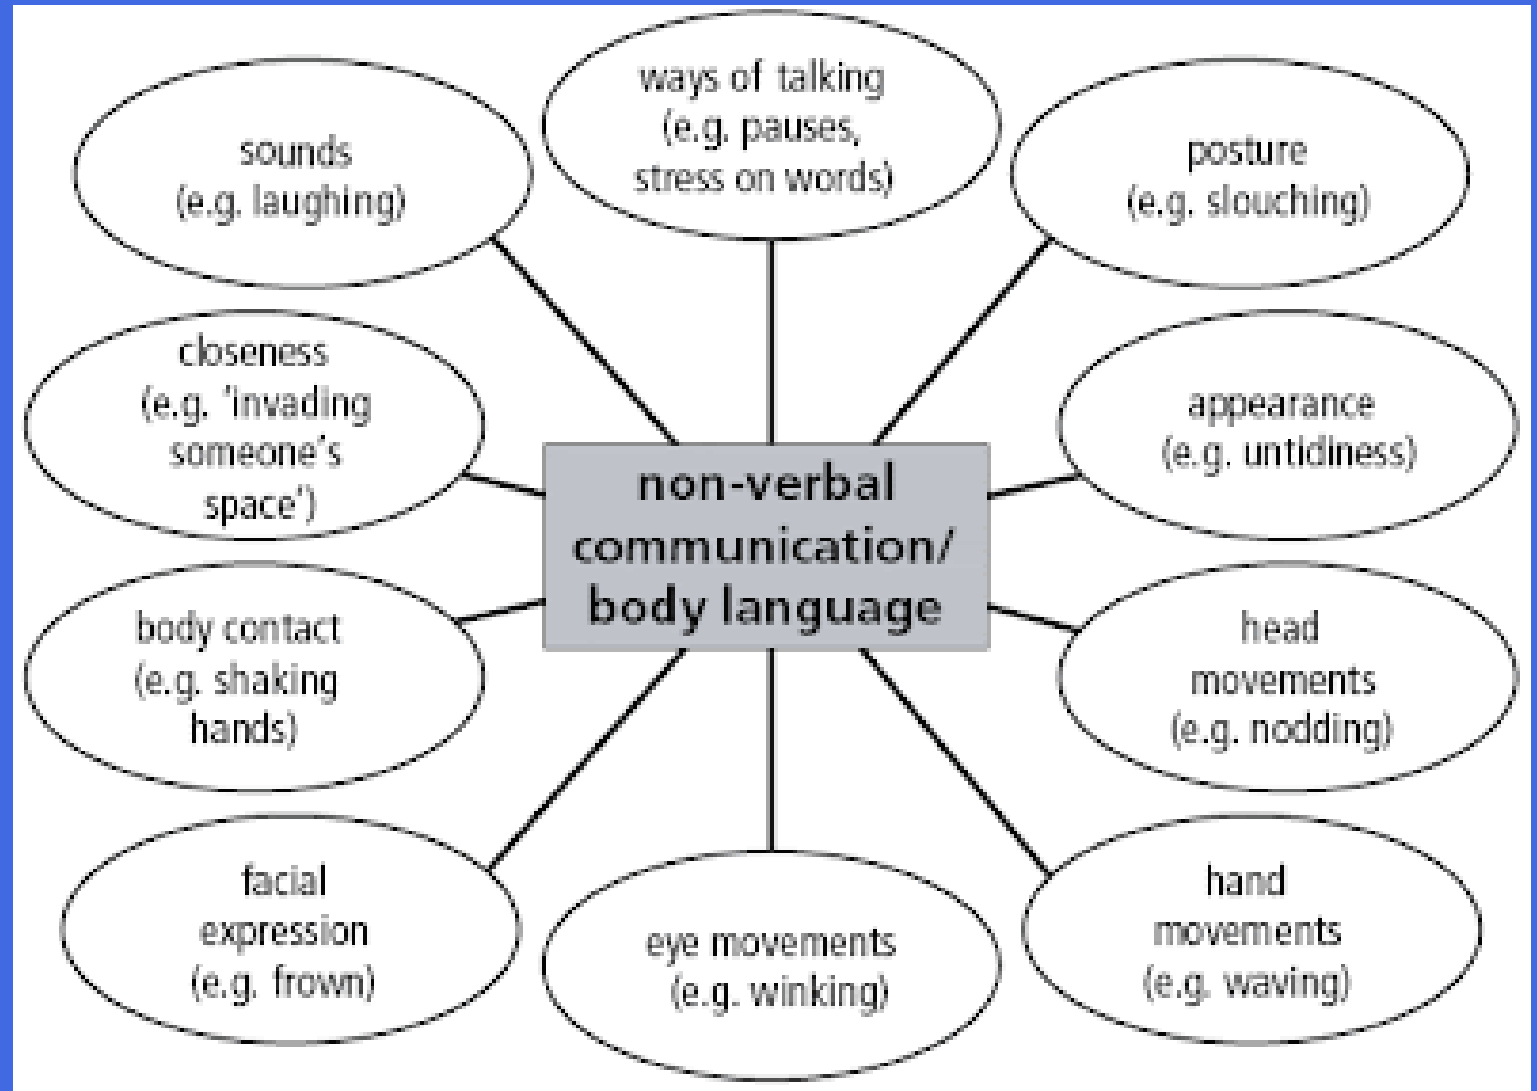 ways of talking
(e.g. pauses,
stress on words)
sounds
(e.g. laughing)
posture
(e.g. slouching)
closeness
(e.g. 'invading
someone's
space')
appearance
(e.g. untidiness)
non-verbal
communication/
body language
body contact
(e.g. shaking
hands)
head
movements
(e.g. nodding)
facial
expression
(e.g. frown)
eye movements
(e.g. winking)
hand
movements
(e.g. waving)